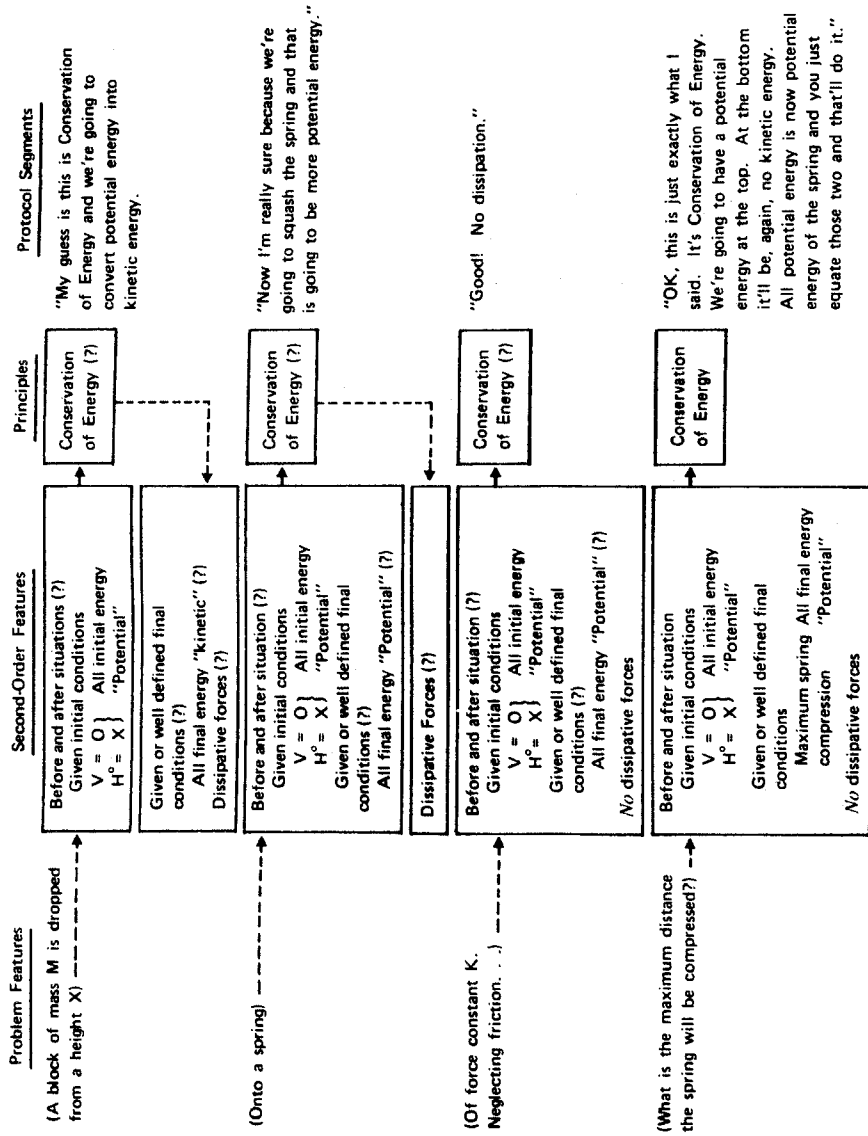 Problem Features
Second-Order Features
Principles
Protocol Segments
(A block of mass M is dropped
from a height X)
Before and after situations (?)
Given initial conditions
V = O } All initial energy
H° = X } "Potential"
Conservation
of Energy (?)
"My guess is this is Conservation
of Energy and we're going to
convert potential energy into
kinetic energy.
Given or well defined final
conditions (?)
All final energy "kinetic" (?)
Dissipative forces (?)
(Onto a spring)
Before and after situation (?)
Given initial conditions
V = O } All initial energy
H° = X } "Potential"
Given or well defined final
conditions (?)
All final energy "Potential" (?)
Conservation
of Energy (?)
"Now I'm really sure because we're
going to squash the spring and that
is going to be more potential energy."
Dissipative Forces (?)
(Of force constant K.
Neglecting friction. . .)
Before and after situation (?)
Given initial conditions
V = O } All initial energy
H° = X } "Potential"
Given or well defined final
conditions (?)
All final energy "Potential" (?)
No dissipative forces
Conservation
of Energy (?)
"Good! No dissipation."
(What is the maximum distance
the spring will be compressed?)
Before and after situation
Given initial conditions
V = O } All initial energy
H° = X } "Potential"
Given or well defined final
conditions
Maximum spring All final energy
compression "Potential"
No dissipative forces
Conservation
of Energy
"OK, this is just exactly what I
said. It's Conservation of Energy.
We're going to have a potential
energy at the top. At the bottom
it'll be, again, no kinetic energy.
All potential energy is now potential
energy of the spring and you just
equate those two and that'll do it."